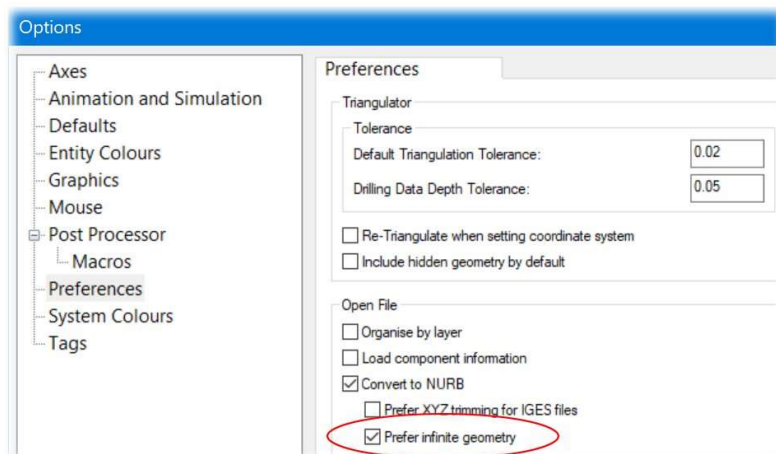 Options
Axes
Animation and Simulation
Defaults
Entity Colours
Graphics
Mouse
Post Processor
Macros
Preferences
System Colours
Tags
Preferences
Triangulator
Tolerance
Default Triangulation Tolerance: 0.02
Drilling Data Depth Tolerance: 0.05
Re-Triangulate when setting coordinate system
Include hidden geometry by default
Open File
Organise by layer
Load component information
Convert to NURB
Prefer XYZ trimming for IGES files
Prefer infinite geometry